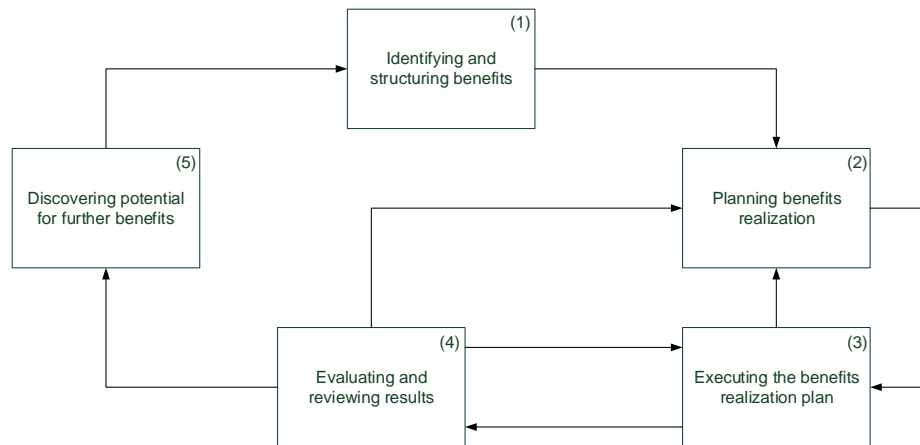 (1)
Identifying and
structuring benefits
(5)
Discovering potential
for further benefits
(2)
Planning benefits
realization
(4)
Evaluating and
reviewing results
(3)
Executing the benefits
realization plan